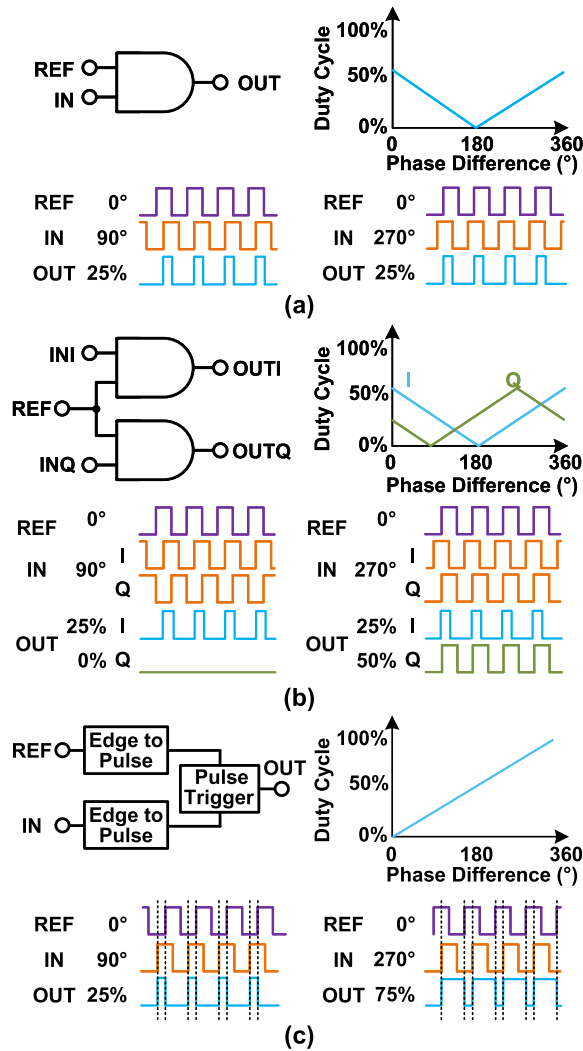 REF
IN
OUT
Duty Cycle
100%
50%
0%
0 180 360
Phase Difference (°)
REF 0°
IN 90°
OUT 25%
REF 0°
IN 270°
OUT 25%
(a)
INI
REF
INQ
OUTI
OUTQ
Duty Cycle
100%
50%
0%
I Q
0 180 360
Phase Difference (°)
REF 0°
IN 90° I
Q
OUT 25% I
0% Q
REF 0°
IN 270° I
Q
OUT 25% I
50% Q
(b)
REF
IN
Edge to
Pulse
Edge to
Pulse
Pulse
Trigger
OUT
Duty Cycle
100%
50%
0%
0 180 360
Phase Difference (°)
REF 0°
IN 90°
OUT 25%
REF 0°
IN 270°
OUT 75%
(c)